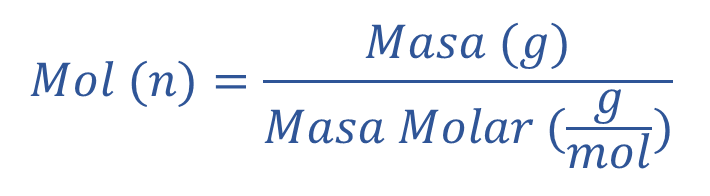 Mol (n) = Masa (g) / Masa Molar (g/mol)